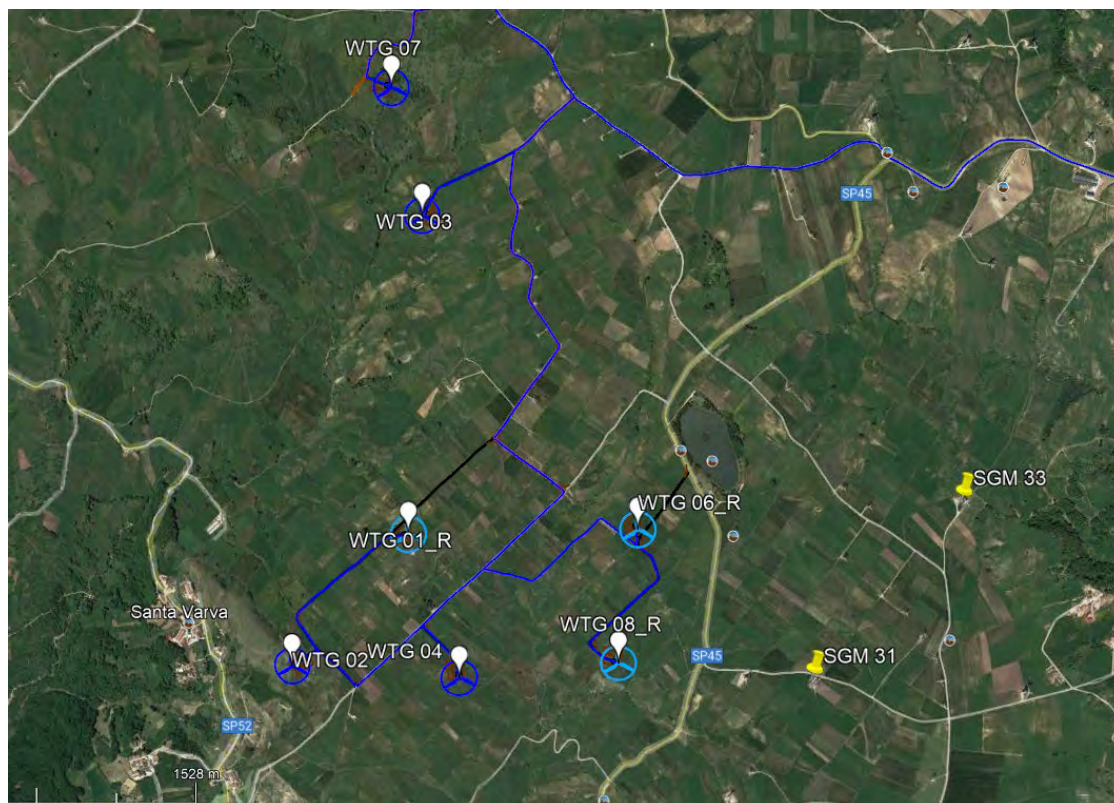 WTG 07
WTG 03
SP45
SGM 33
WTG 06_R
WTG 01_R
Santa Varva
WTG 08_R
WTG 02
WTG 04
SP45
SGM 31
SP52
1528 m